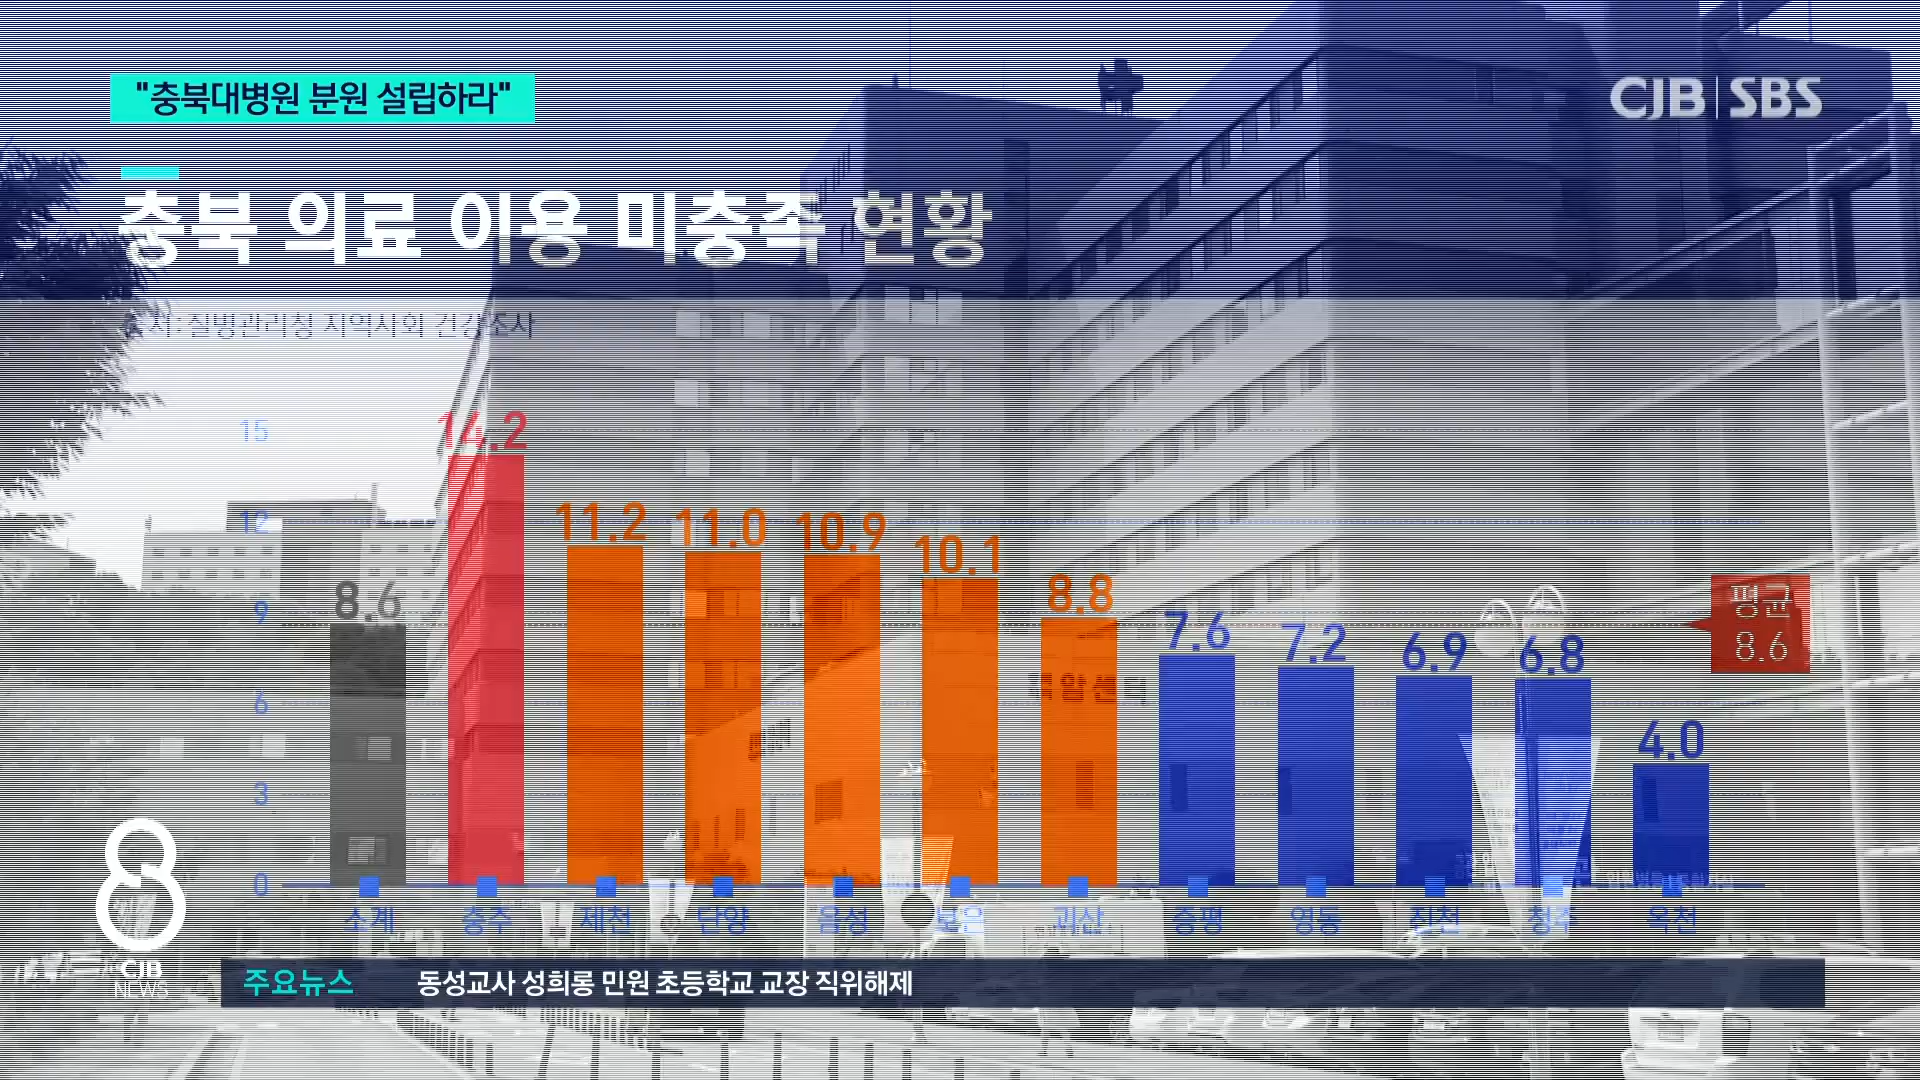 "충북대병원 분원 설립하라"
CJB SBS
충북 의료 이용 미충족 현황
질병관리청 지역사회 건강조사
15
12
9
6
3
0
8.6
14.2
11.2
11.0
10.9
10.1
8.8
7.6
7.2
6.9
6.8
4.0
평균
8.6
암센터
소계 충주 제천 단양 음성 보은 괴산 증평 영동 진천 청주 옥천
8
CJB
NEWS
주요뉴스 동성교사 성희롱 민원 초등학교 교장 직위해제